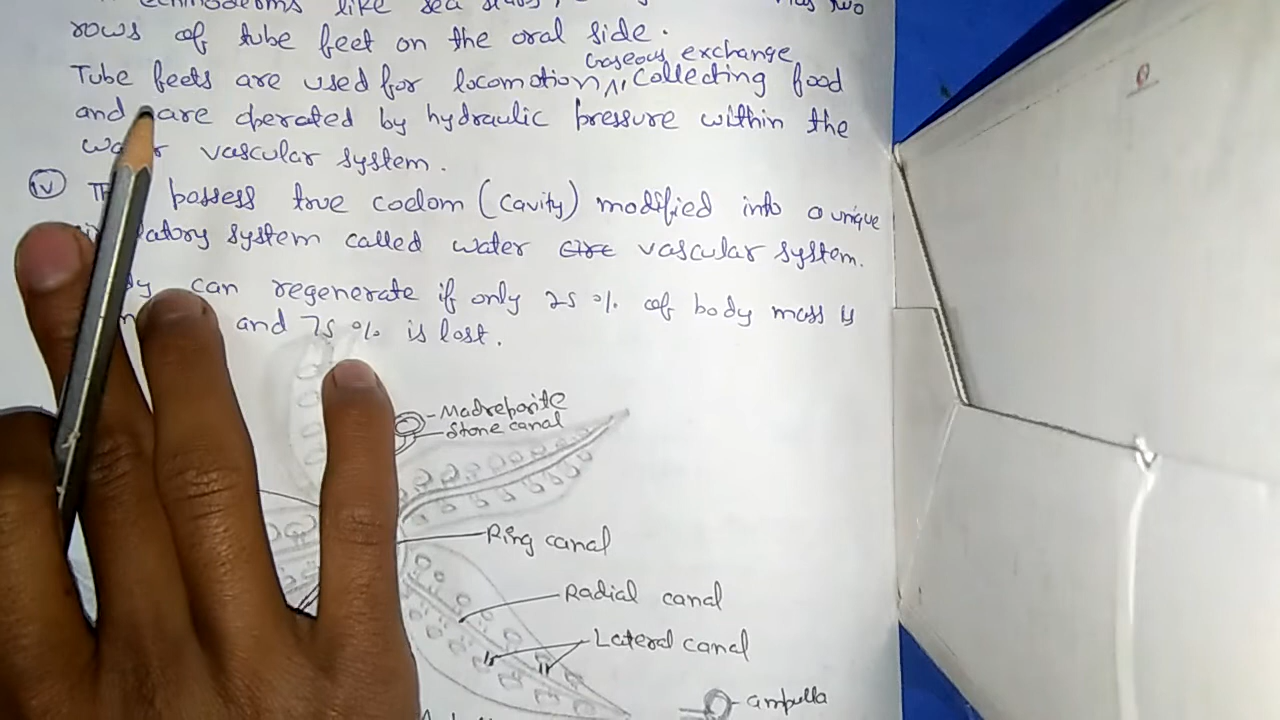 like sea
rows of tube feet on the oral side.
Gaseous exchange
Tube feets are used for locomotion ^, Collecting food
and are operated by hydraulic pressure within the
vascular system.
iv possess true coelom (cavity) modified into a unique
system called water vascular system.
can regenerate if only 25 % of body mass is
and 75 % is lost.
Madreporite
Stone canal
Ring canal
Radial canal
Lateral canal
ampulla